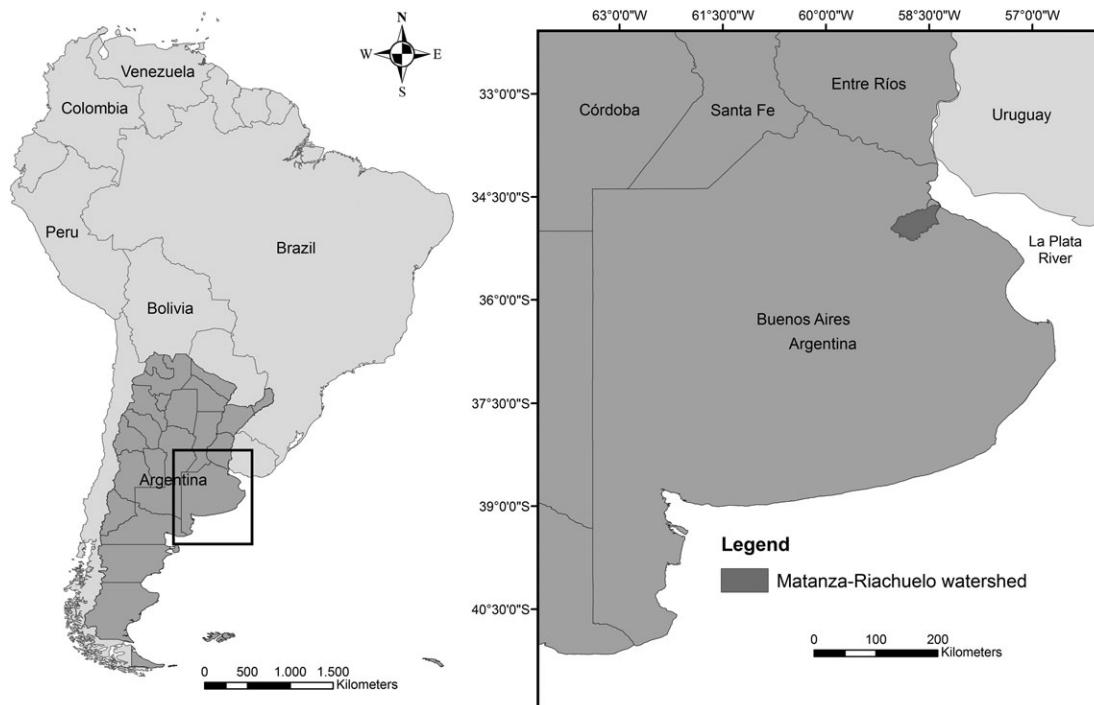 N
W
E
S
Venezuela
Colombia
Peru
Brazil
Bolivia
Argentina
0 500 1.000 1.500
Kilometers
63°0'0"W 61°30'0"W 60°0'0"W 58°30'0"W 57°0'0"W
33°0'0"S
34°30'0"S
36°0'0"S
37°30'0"S
39°0'0"S
40°30'0"S
Córdoba
Santa Fe
Entre Ríos
Uruguay
La Plata
River
Buenos Aires
Argentina
Legend
Matanza-Riachuelo watershed
0 100 200
Kilometers